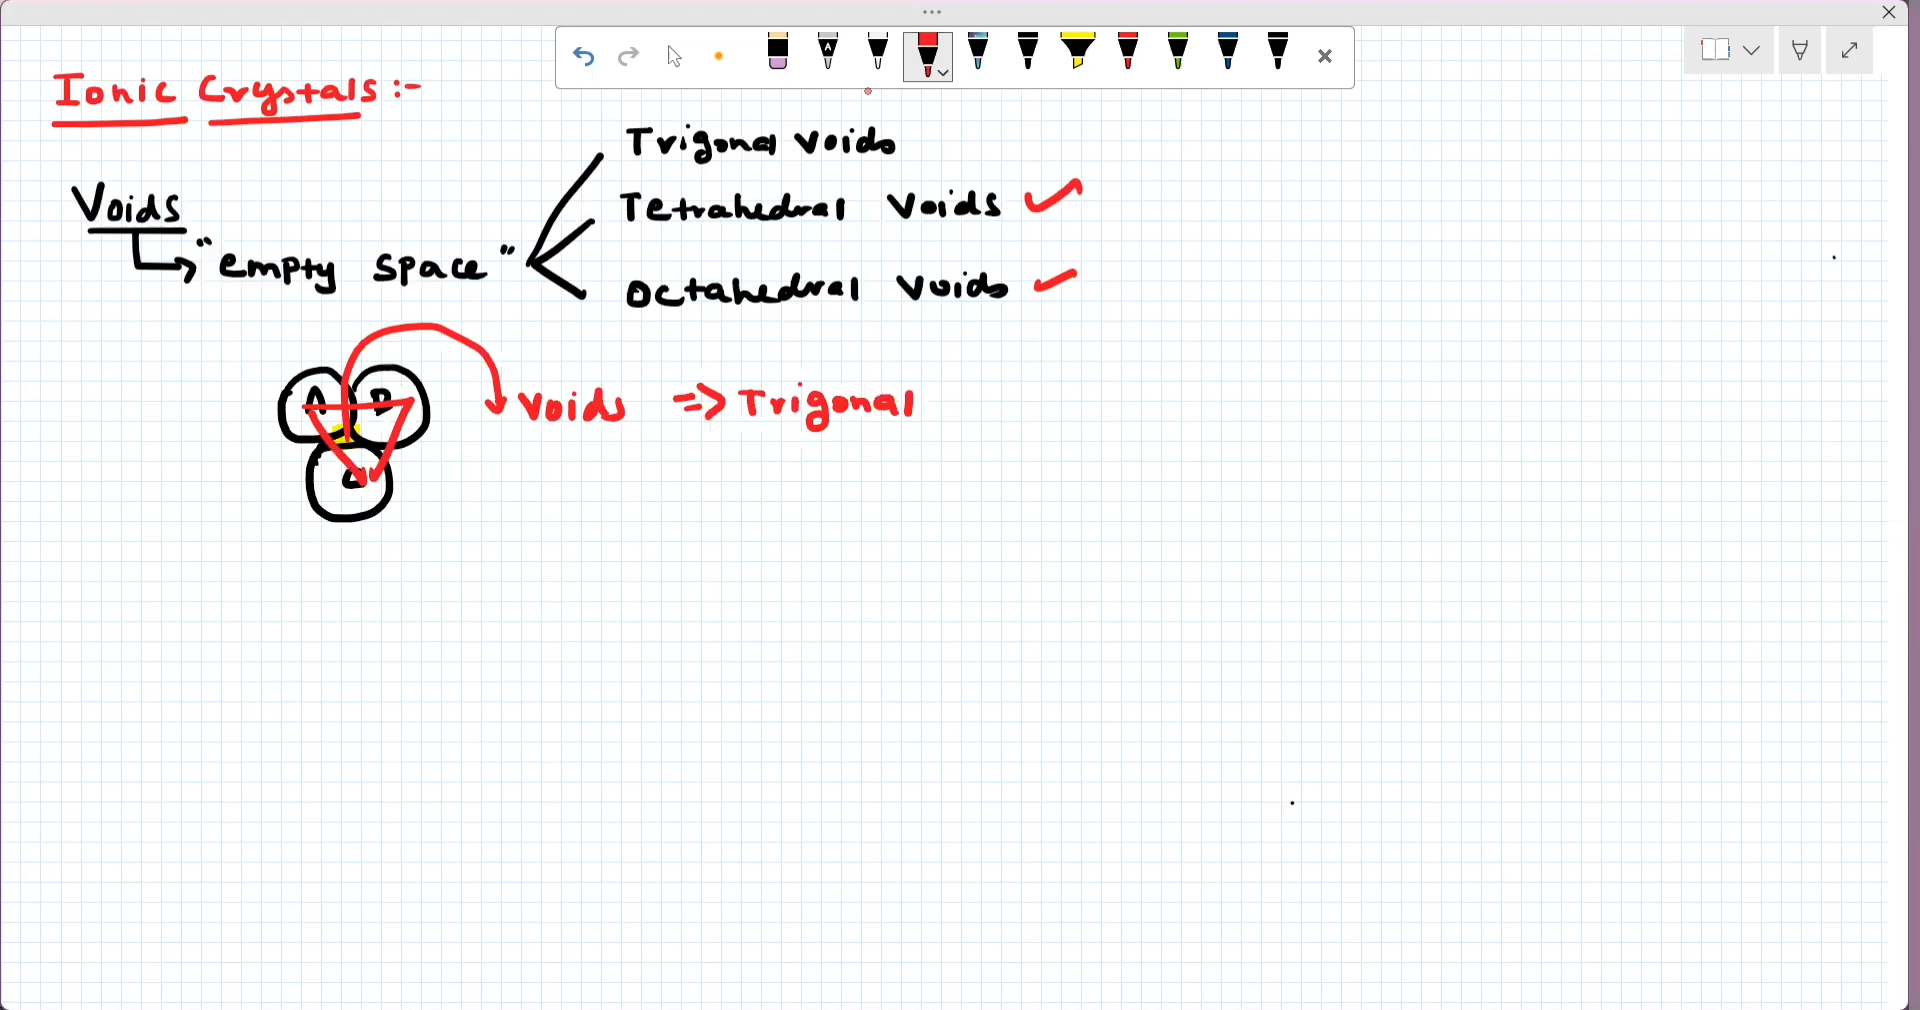 Ionic Crystals :-
Trigonal Voids
Tetrahedral Voids ✓
Voids
"empty space"
Octahedral Voids ✓
A B
Voids => Trigonal